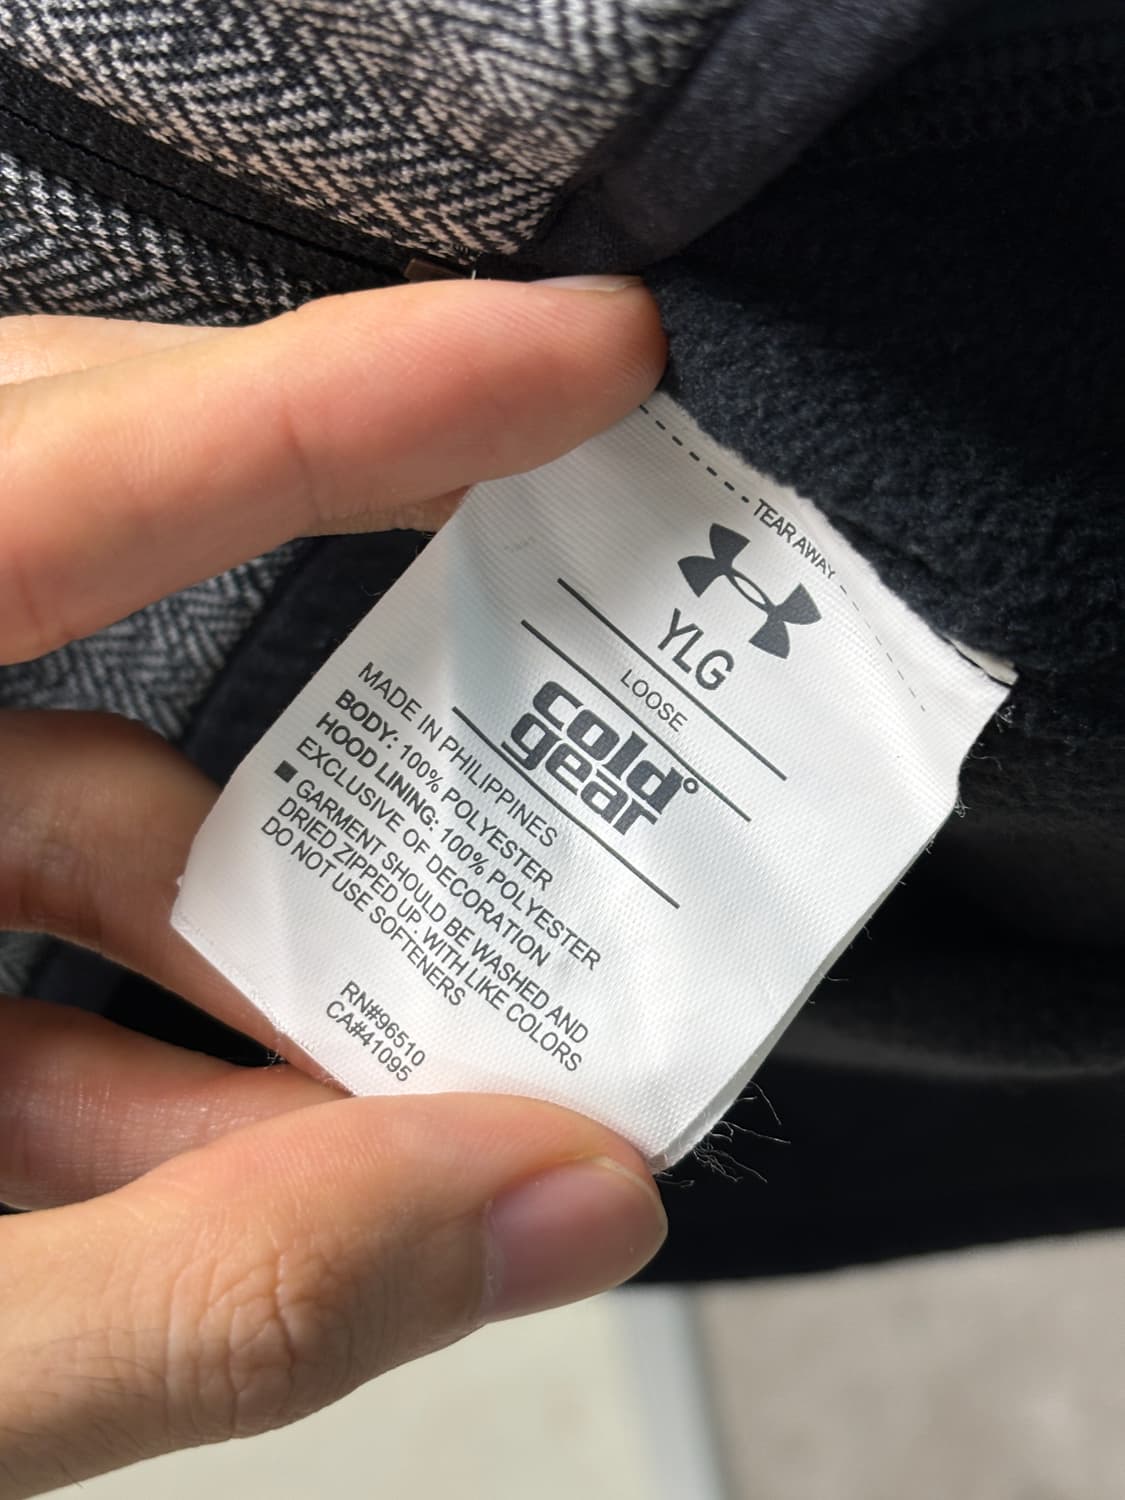 TEAR AWAY
YLG
LOOSE
cold°
gear
MADE IN PHILIPPINES
BODY: 100% POLYESTER
HOOD LINING: 100% POLYESTER
EXCLUSIVE OF DECORATION
■ GARMENT SHOULD BE WASHED AND
DRIED ZIPPED UP. WITH LIKE COLORS
DO NOT USE SOFTENERS
RN#96510
CA#41095